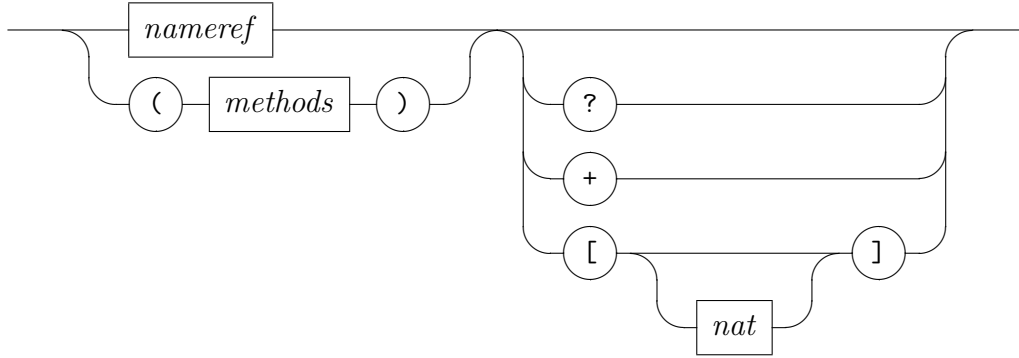 nameref
( methods )
?
+
[ ]
nat